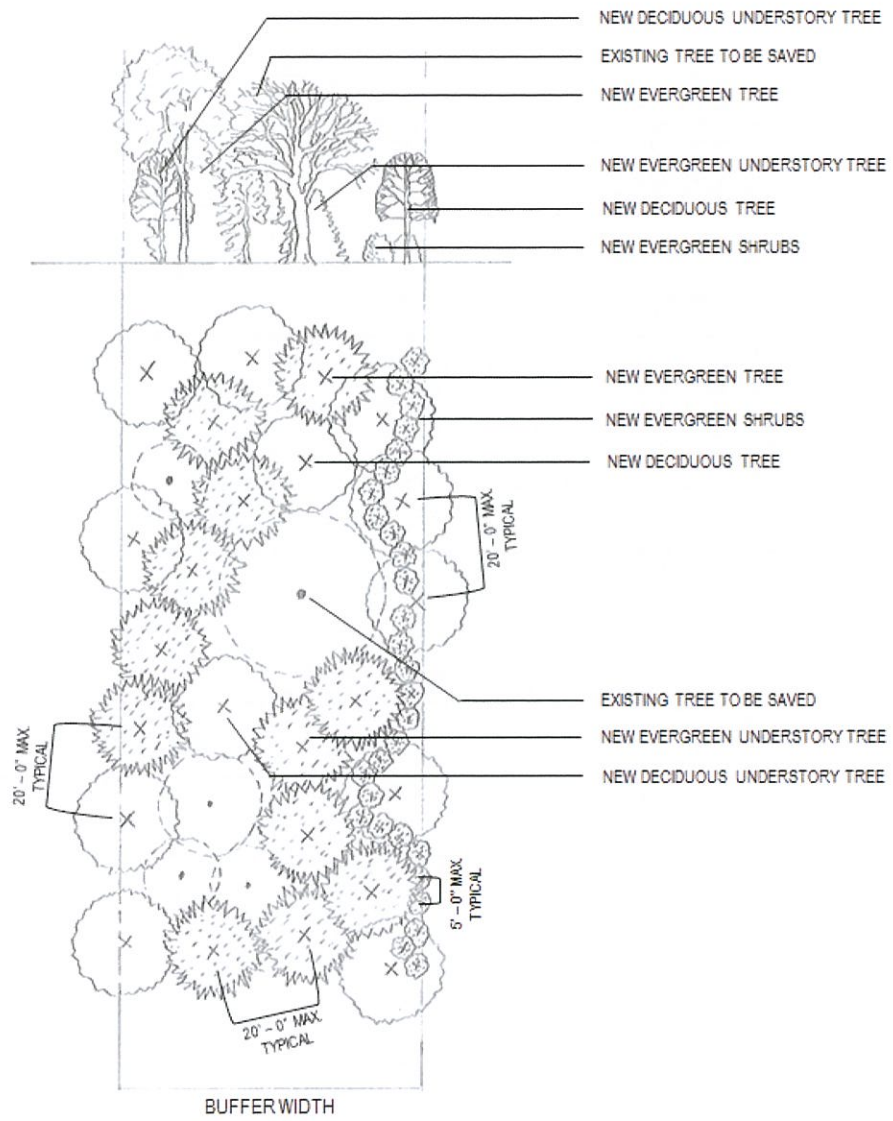 NEW DECIDUOUS UNDERSTORY TREE
EXISTING TREE TO BE SAVED
NEW EVERGREEN TREE
NEW EVERGREEN UNDERSTORY TREE
NEW DECIDUOUS TREE
NEW EVERGREEN SHRUBS
NEW EVERGREEN TREE
NEW EVERGREEN SHRUBS
NEW DECIDUOUS TREE
20' - 0" MAX.
TYPICAL
EXISTING TREE TO BE SAVED
NEW EVERGREEN UNDERSTORY TREE
NEW DECIDUOUS UNDERSTORY TREE
20' - 0" MAX.
TYPICAL
5' - 0" MAX.
TYPICAL
20' - 0" MAX.
TYPICAL
BUFFER WIDTH